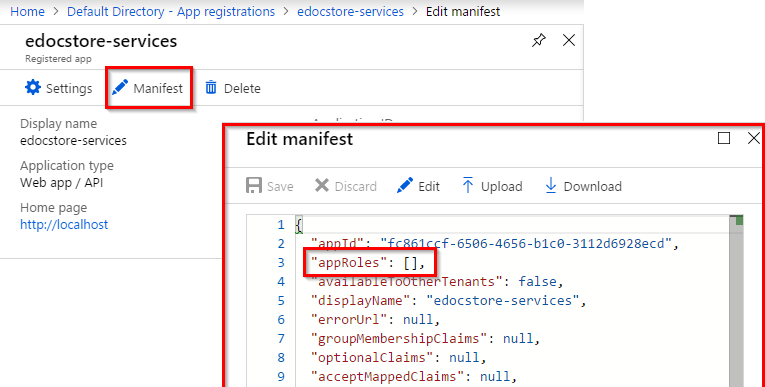 Home > Default Directory - App registrations > edocstore-services > Edit manifest
edocstore-services
Registered app
Settings Manifest Delete
Display name
edocstore-services
Application type
Web app / API
Home page
http://localhost
Edit manifest
Save Discard Edit Upload Download
1 {
2 "appId": "fc861ccf-6506-4656-b1c0-3112d6928ecd",
3 "appRoles": [],
4 "availableToOtherTenants": false,
5 "displayName": "edocstore-services",
6 "errorUrl": null,
7 "groupMembershipClaims": null,
8 "optionalClaims": null,
9 "acceptMappedClaims": null,